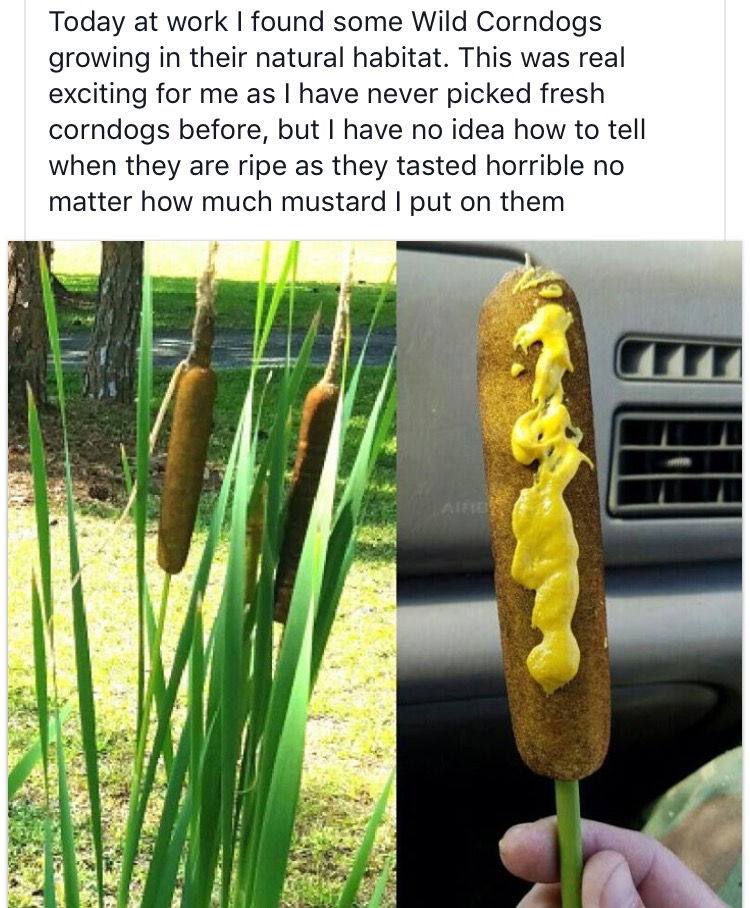 Today at work I found some Wild Corndogs
growing in their natural habitat. This was real
exciting for me as I have never picked fresh
corndogs before, but I have no idea how to tell
when they are ripe as they tasted horrible no
matter how much mustard I put on them